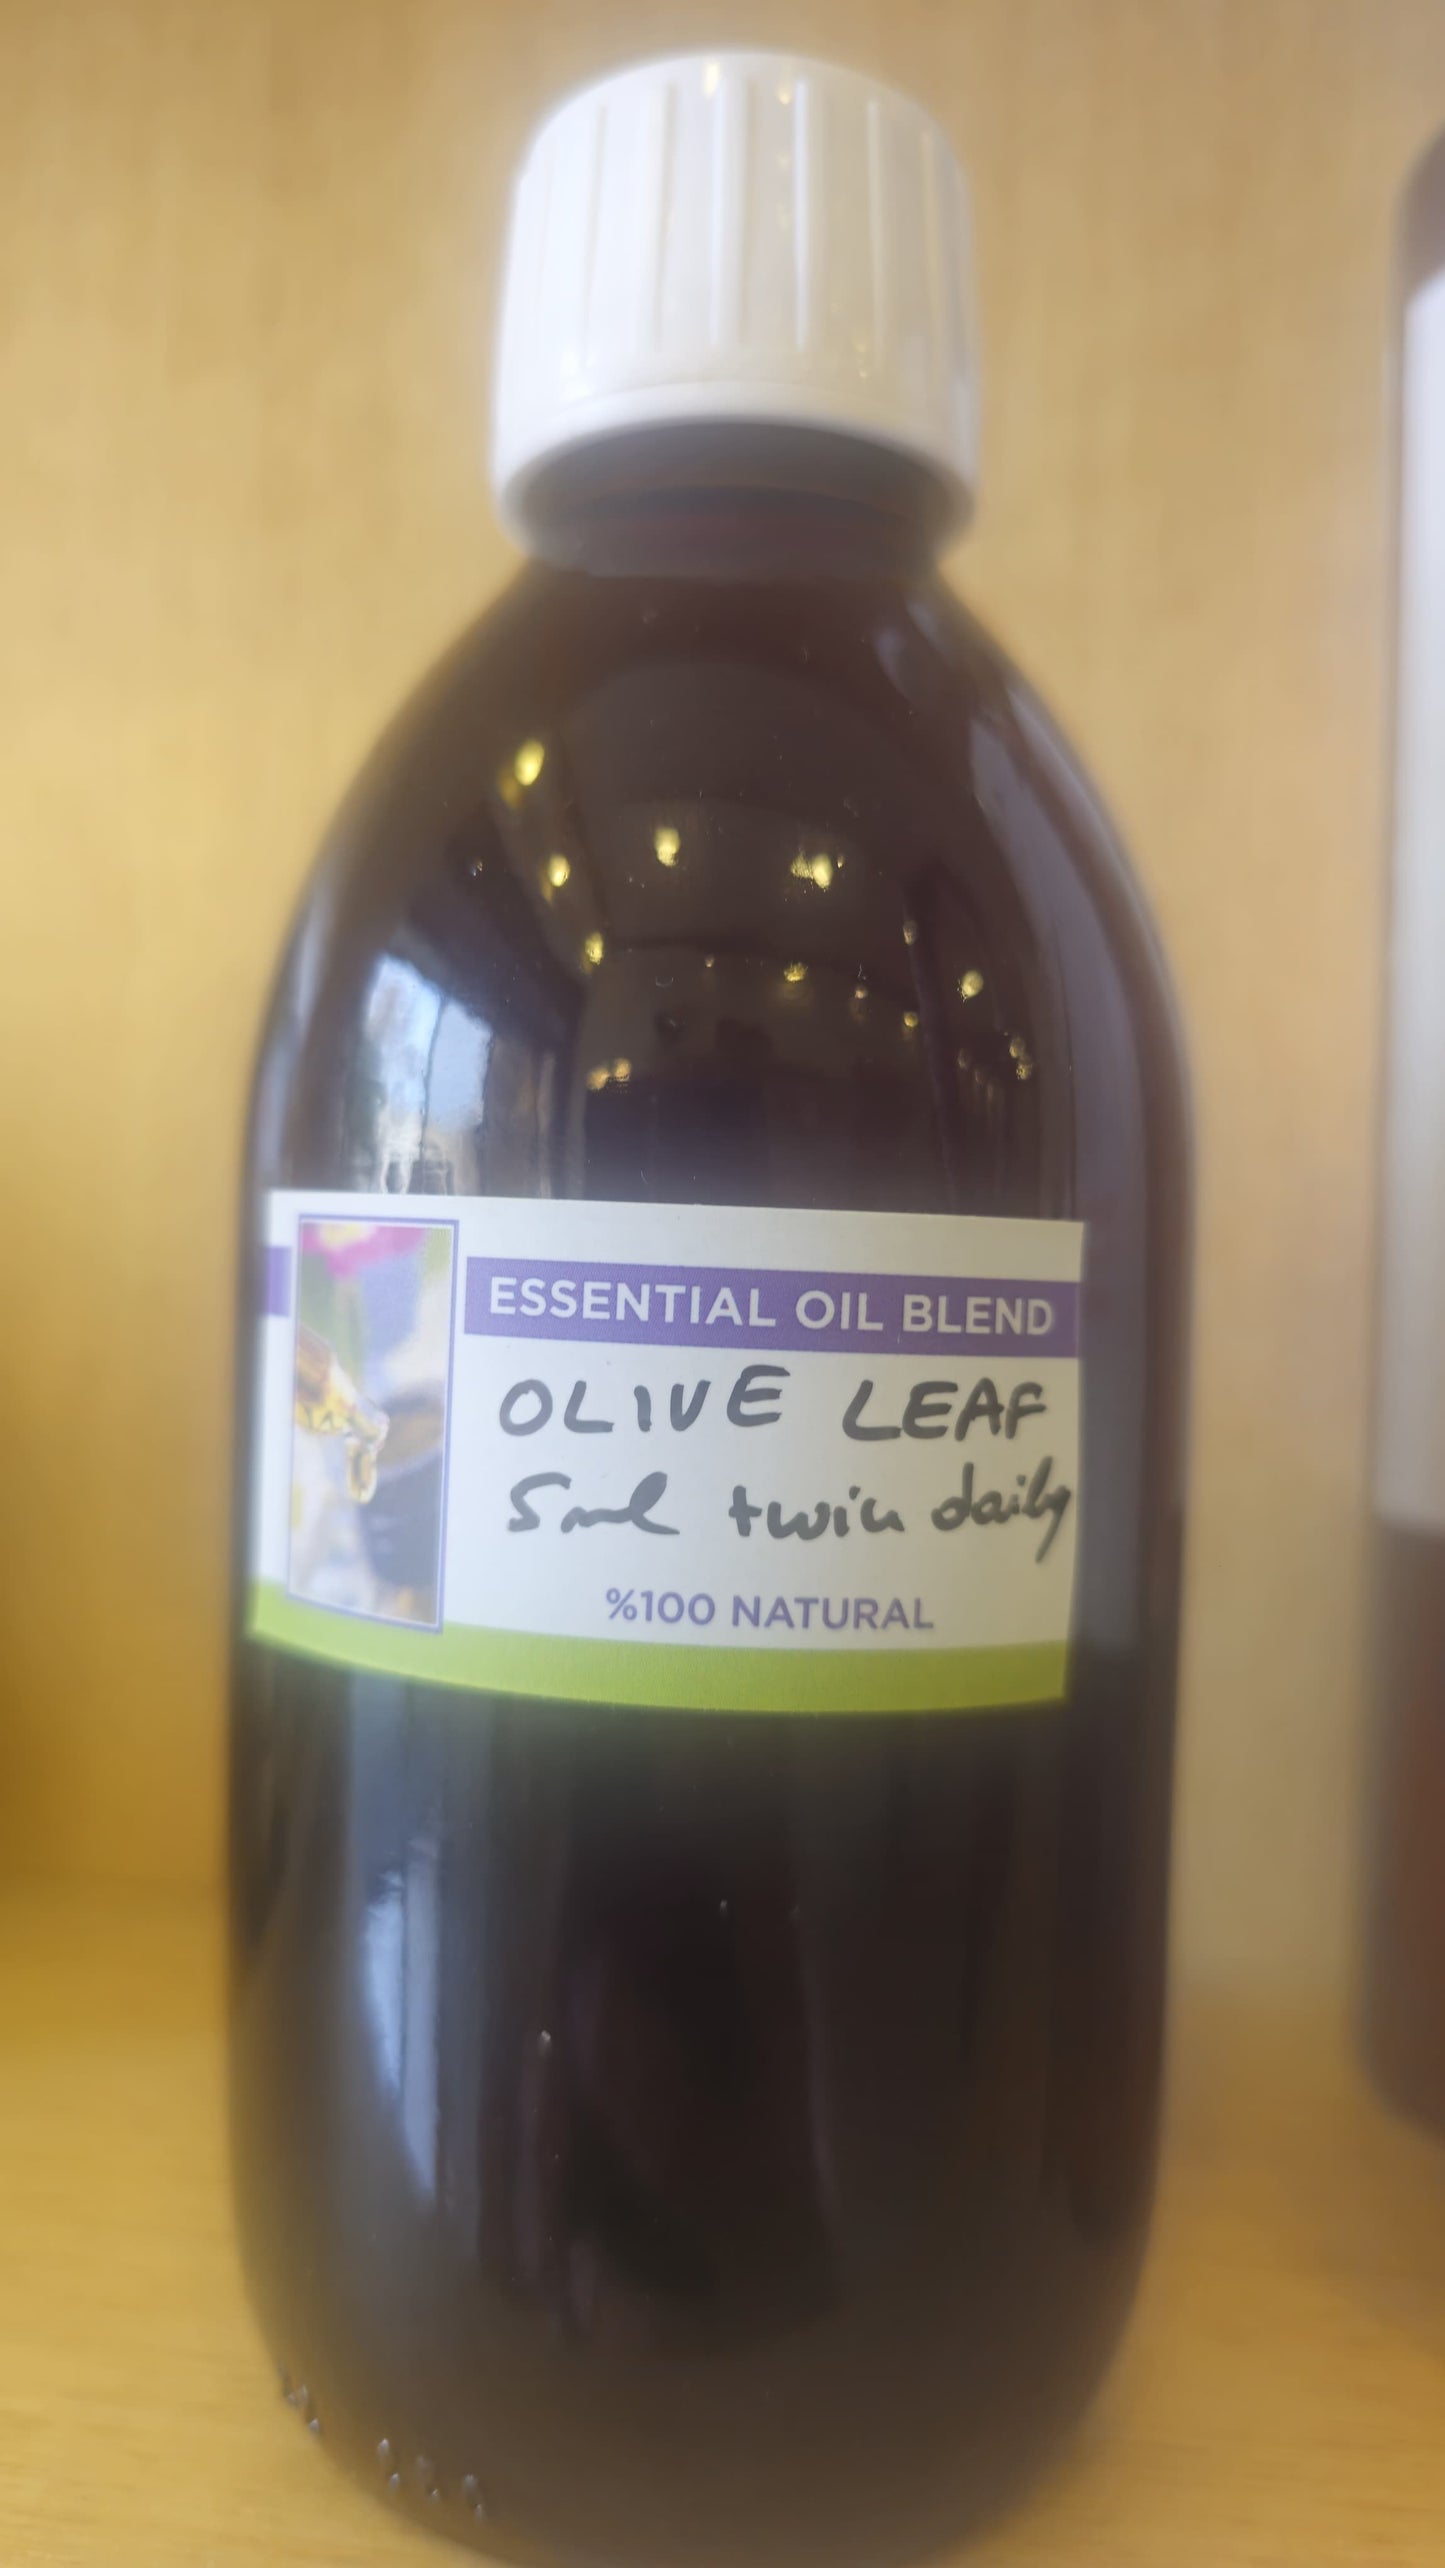 ESSENTIAL OIL BLEND
OLIVE LEAF
5ml twice daily
%100 NATURAL